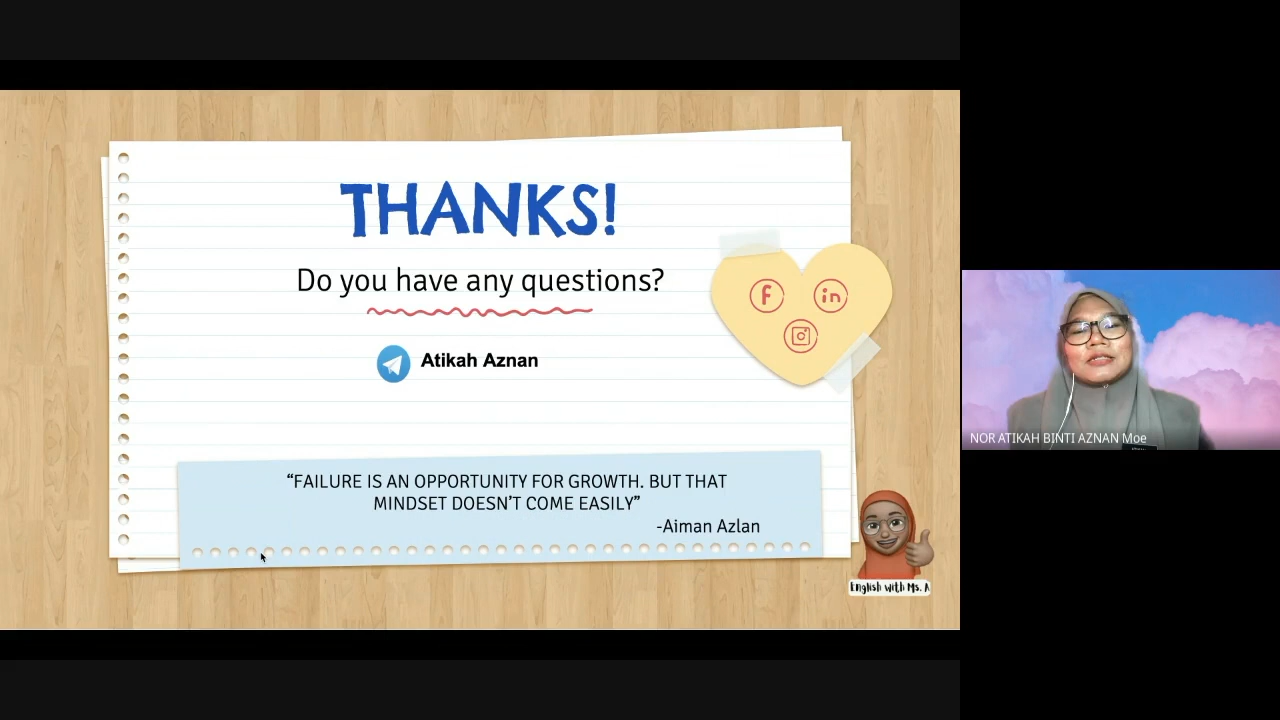 THANKS!
Do you have any questions?
Atikah Aznan
“FAILURE IS AN OPPORTUNITY FOR GROWTH. BUT THAT
MINDSET DOESN’T COME EASILY”
-Aiman Azlan
English with Ms. A
NOR ATIKAH BINTI AZNAN Moe